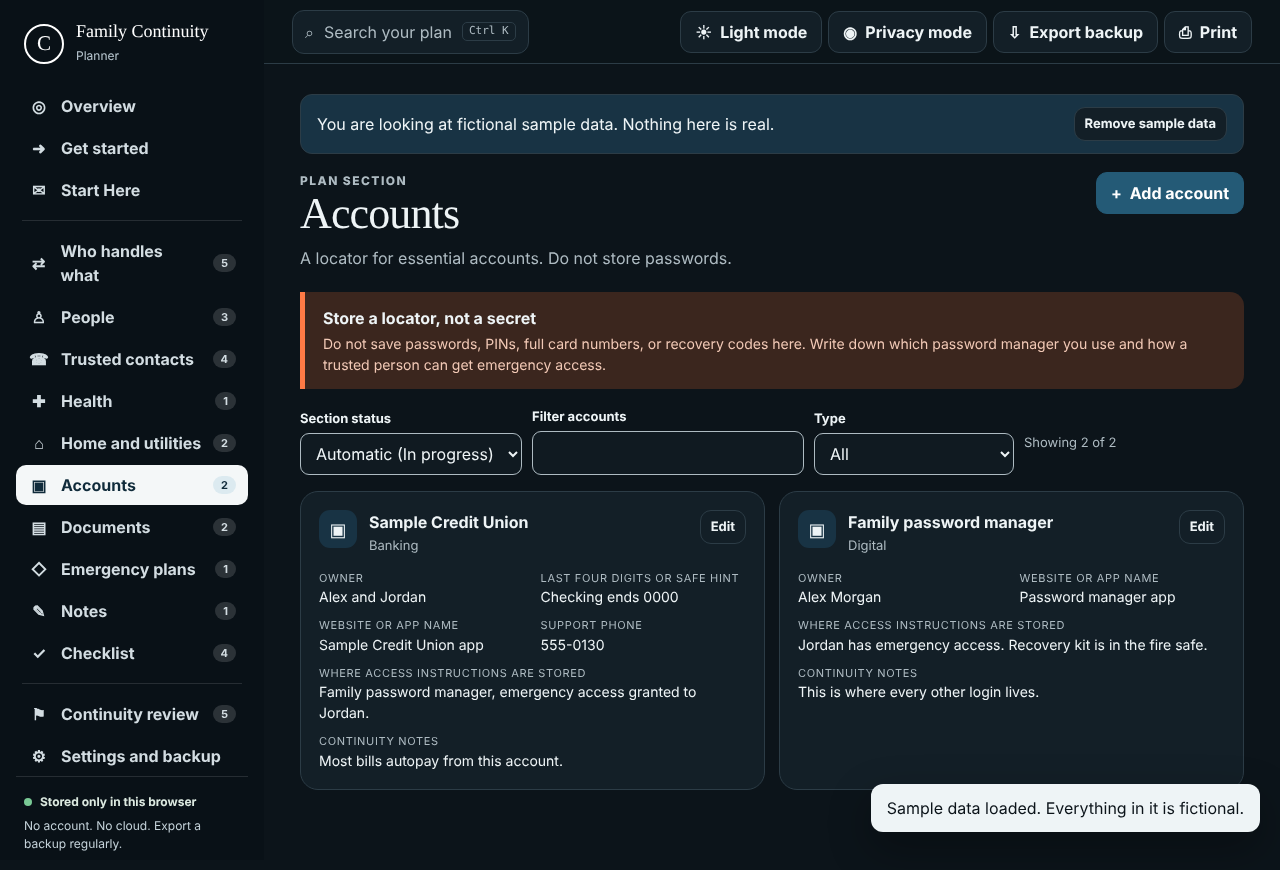 C
Family Continuity
Planner
Search your plan Ctrl K
Light mode
Privacy mode
Export backup
Print
Overview
Get started
Start Here
Who handles what 5
People 3
Trusted contacts 4
Health 1
Home and utilities 2
Accounts 2
Documents 2
Emergency plans 1
Notes 1
Checklist 4
Continuity review 5
Settings and backup
Stored only in this browser
No account. No cloud. Export a
backup regularly.
You are looking at fictional sample data. Nothing here is real.
Remove sample data
PLAN SECTION
Accounts
+ Add account
A locator for essential accounts. Do not store passwords.
Store a locator, not a secret
Do not save passwords, PINs, full card numbers, or recovery codes here. Write down which password manager you use and how a
trusted person can get emergency access.
Section status
Automatic (In progress)
Filter accounts
Type
All
Showing 2 of 2
Sample Credit Union
Banking
Edit
OWNER
Alex and Jordan
LAST FOUR DIGITS OR SAFE HINT
Checking ends 0000
WEBSITE OR APP NAME
Sample Credit Union app
SUPPORT PHONE
555-0130
WHERE ACCESS INSTRUCTIONS ARE STORED
Family password manager, emergency access granted to
Jordan.
CONTINUITY NOTES
Most bills autopay from this account.
Family password manager
Digital
Edit
OWNER
Alex Morgan
WEBSITE OR APP NAME
Password manager app
WHERE ACCESS INSTRUCTIONS ARE STORED
Jordan has emergency access. Recovery kit is in the fire safe.
CONTINUITY NOTES
This is where every other login lives.
Sample data loaded. Everything in it is fictional.